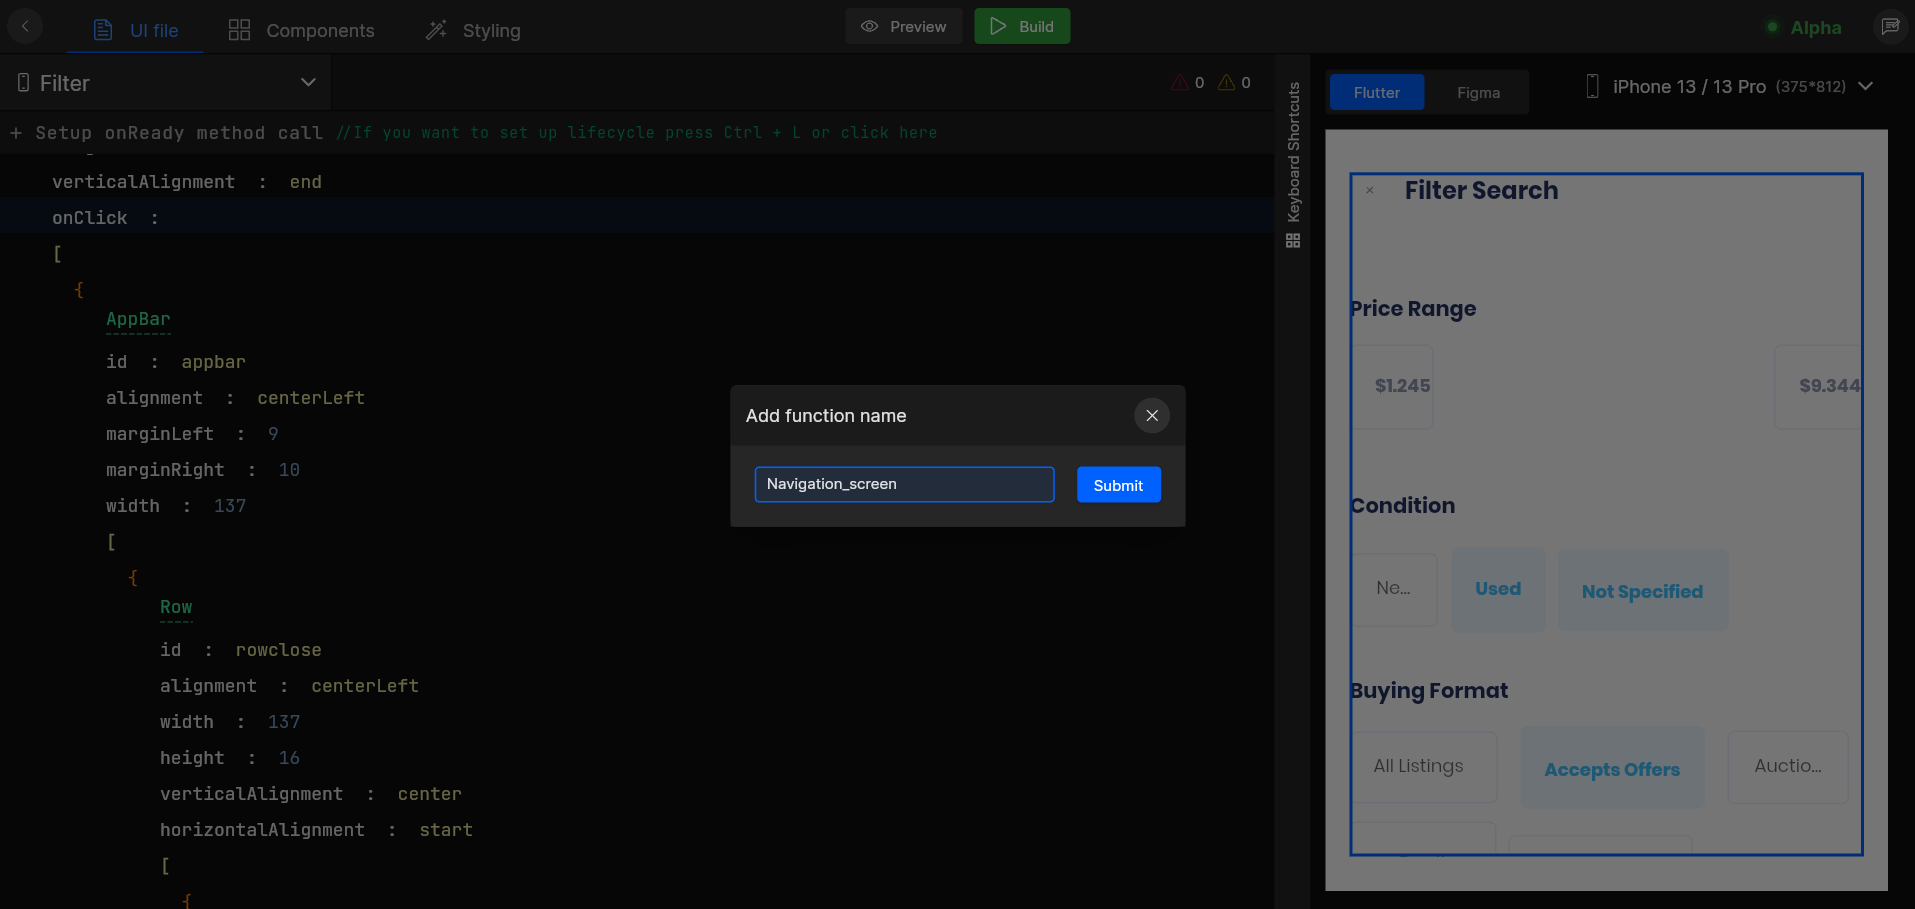 UI file
Components
Styling
Preview
Build
Alpha
Filter
0
0
+ Setup onReady method call //If you want to set up lifecycle press Ctrl + L or click here
verticalAlignment : end
onClick :
[
{
AppBar
id : appbar
alignment : centerLeft
marginLeft : 9
marginRight : 10
width : 137
[
{
Row
id : rowclose
alignment : centerLeft
width : 137
height : 16
verticalAlignment : center
horizontalAlignment : start
[
{
Add function name
Navigation_screen
Submit
Keyboard Shortcuts
Flutter
Figma
iPhone 13 / 13 Pro (375*812)
Filter Search
Price Range
$1.245
$9.344
Condition
Ne...
Used
Not Specified
Buying Format
All Listings
Accepts Offers
Auctio...